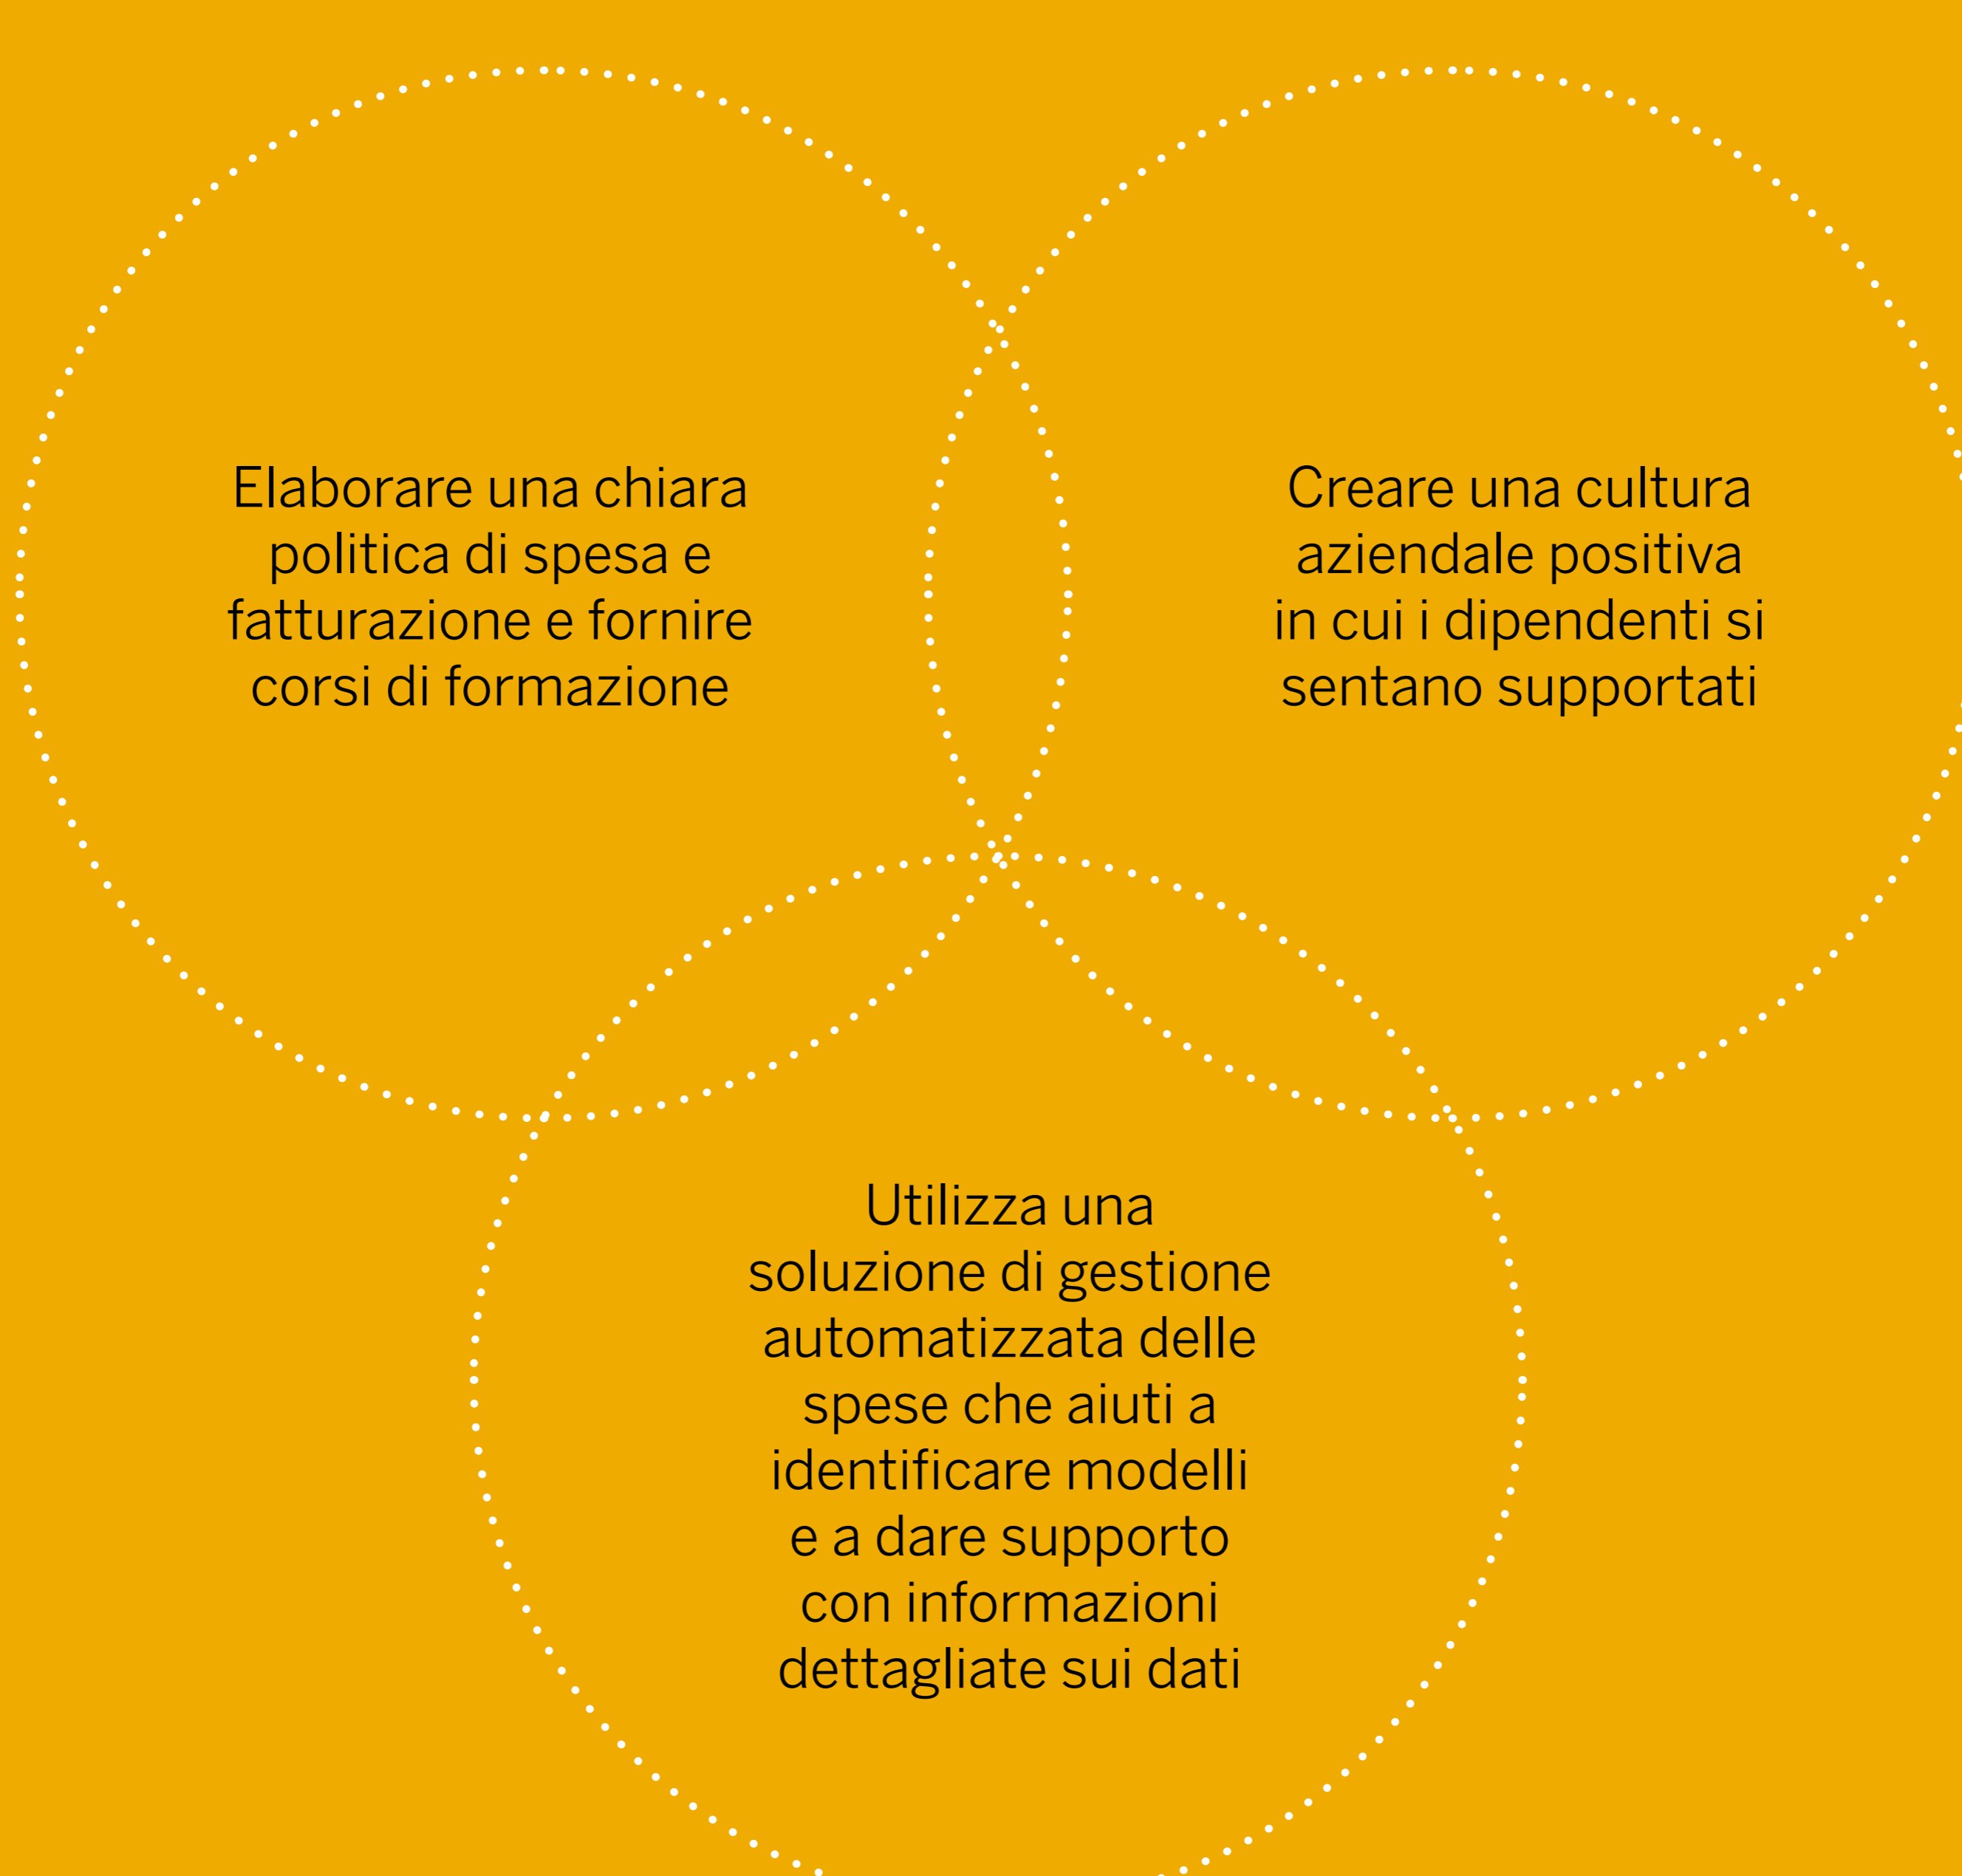 Elaborare una chiara
politica di spesa e
fatturazione e fornire
corsi di formazione
Creare una cultura
aziendale positiva
in cui i dipendenti si
sentano supportati
Utilizza una
soluzione di gestione
automatizzata delle
spese che aiuti a
identificare modelli
e a dare supporto
con informazioni
dettagliate sui dati